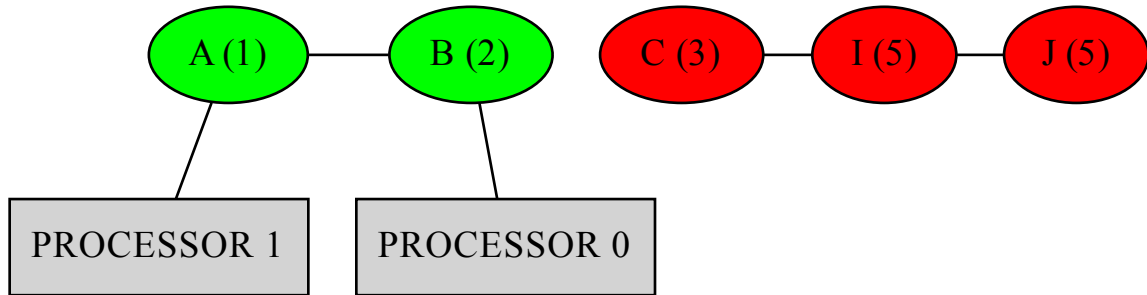 A (1)
B (2)
C (3)
I (5)
J (5)
PROCESSOR 1
PROCESSOR 0